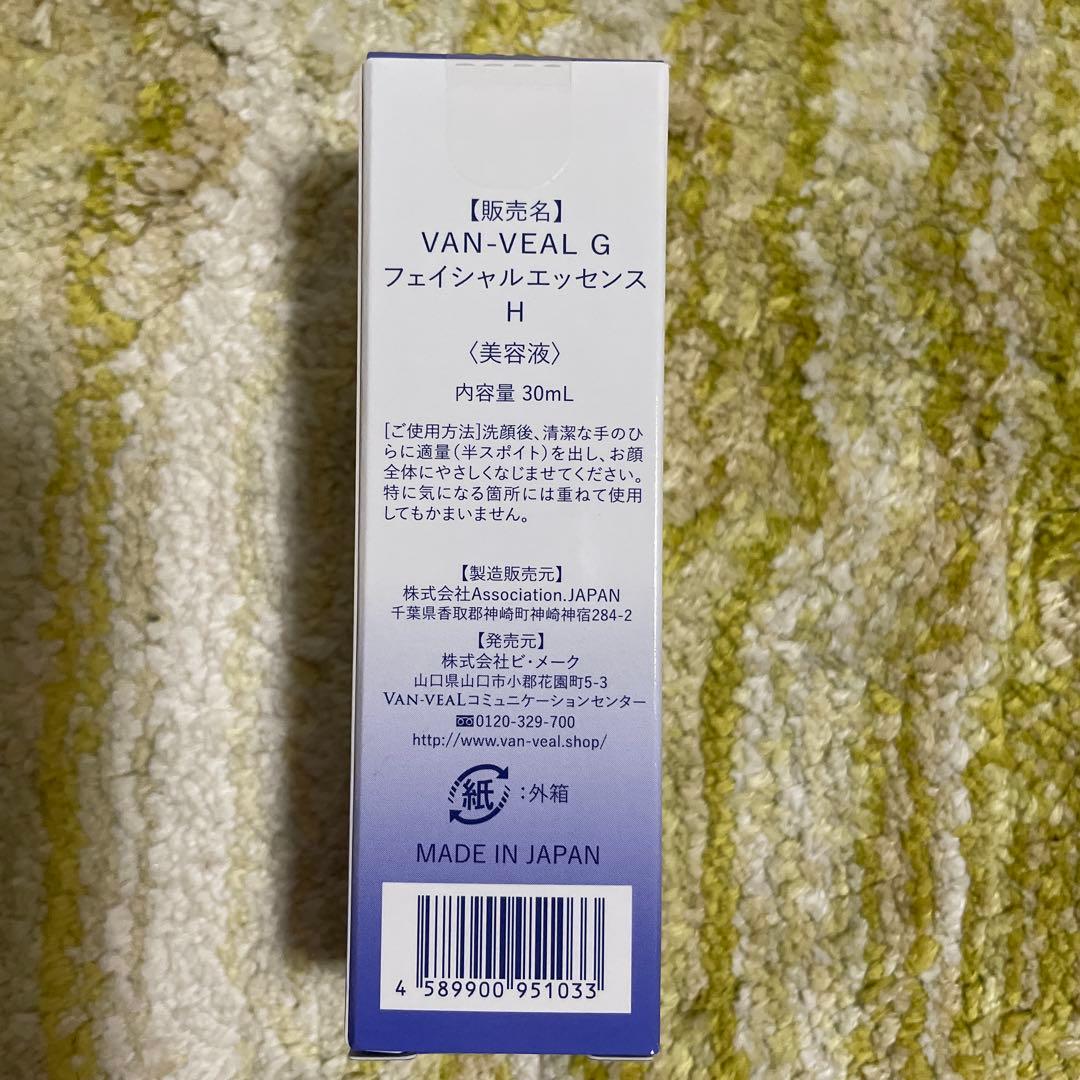 【販売名】
VAN-VEAL G
フェイシャルエッセンス
H
〈美容液〉
内容量 30mL
[ご使用方法]洗顔後、清潔な手のひ
らに適量(半スポイト)を出し、お顔
全体にやさしくなじませてください。
特に気になる箇所には重ねて使用
してもかまいません。
【製造販売元】
株式会社Association.JAPAN
千葉県香取郡神崎町神崎神宿284-2
【発売元】
株式会社ビ・メーク
山口県山口市小郡花園町5-3
VAN-VEALコミュニケーションセンター
0120-329-700
http://www.van-veal.shop/
紙:外箱
MADE IN JAPAN
4 589900 951033